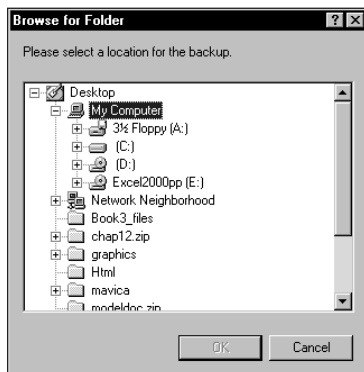 Browse for Folder
Please select a location for the backup.
Desktop
My Computer
3½ Floppy (A:)
(C:)
(D:)
Excel2000pp (E:)
Network Neighborhood
Book3_files
chap12.zip
graphics
Html
mavica
modeldoc.zip
OK
Cancel